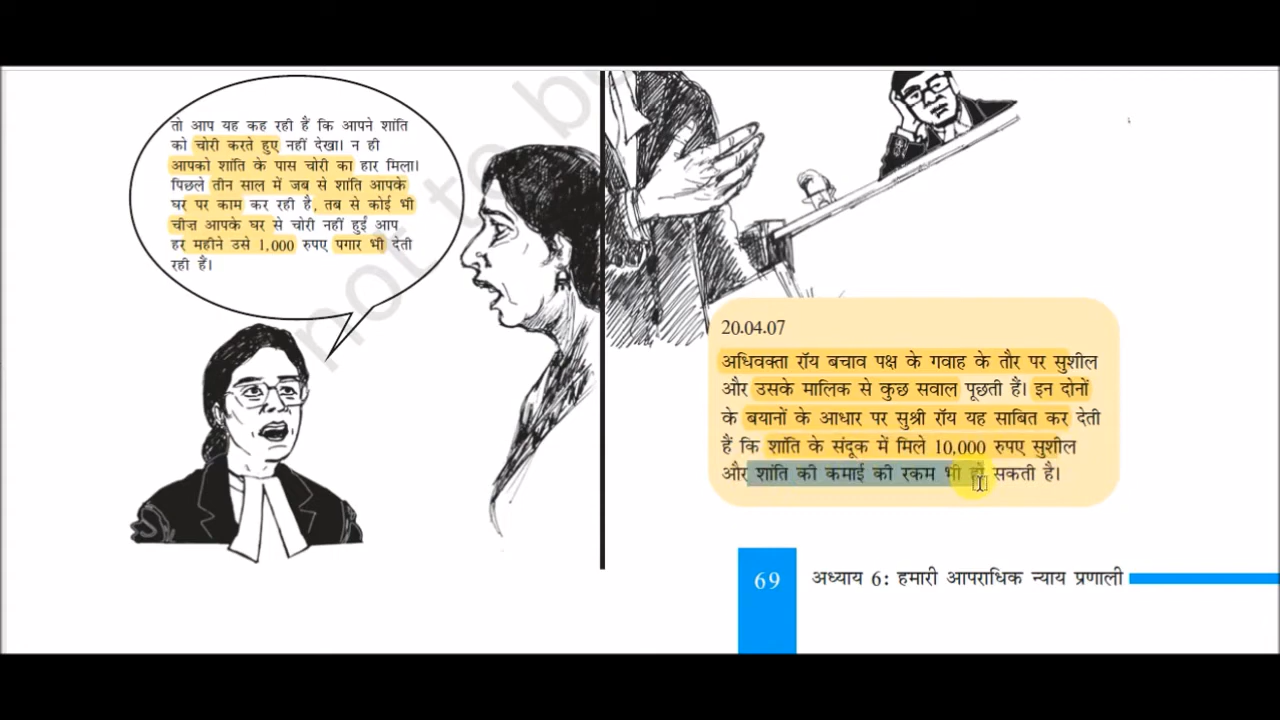 तो आप यह कह रही हैं कि आपने शांति
को चोरी करते हुए नहीं देखा। न ही
आपको शांति के पास चोरी का हार मिला।
पिछले तीन साल में जब से शांति आपके
घर पर काम कर रही है, तब से कोई भी
चीज़ आपके घर से चोरी नहीं हुई आप
हर महीने उसे 1,000 रुपए पगार भी देती
रही हैं।
not to b
20.04.07
अधिवक्ता रॉय बचाव पक्ष के गवाह के तौर पर सुशील
और उसके मालिक से कुछ सवाल पूछती हैं। इन दोनों
के बयानों के आधार पर सुश्री रॉय यह साबित कर देती
हैं कि शांति के संदूक में मिले 10,000 रुपए सुशील
और शांति की कमाई की रकम भी हो सकती है।
69 अध्याय 6: हमारी आपराधिक न्याय प्रणाली